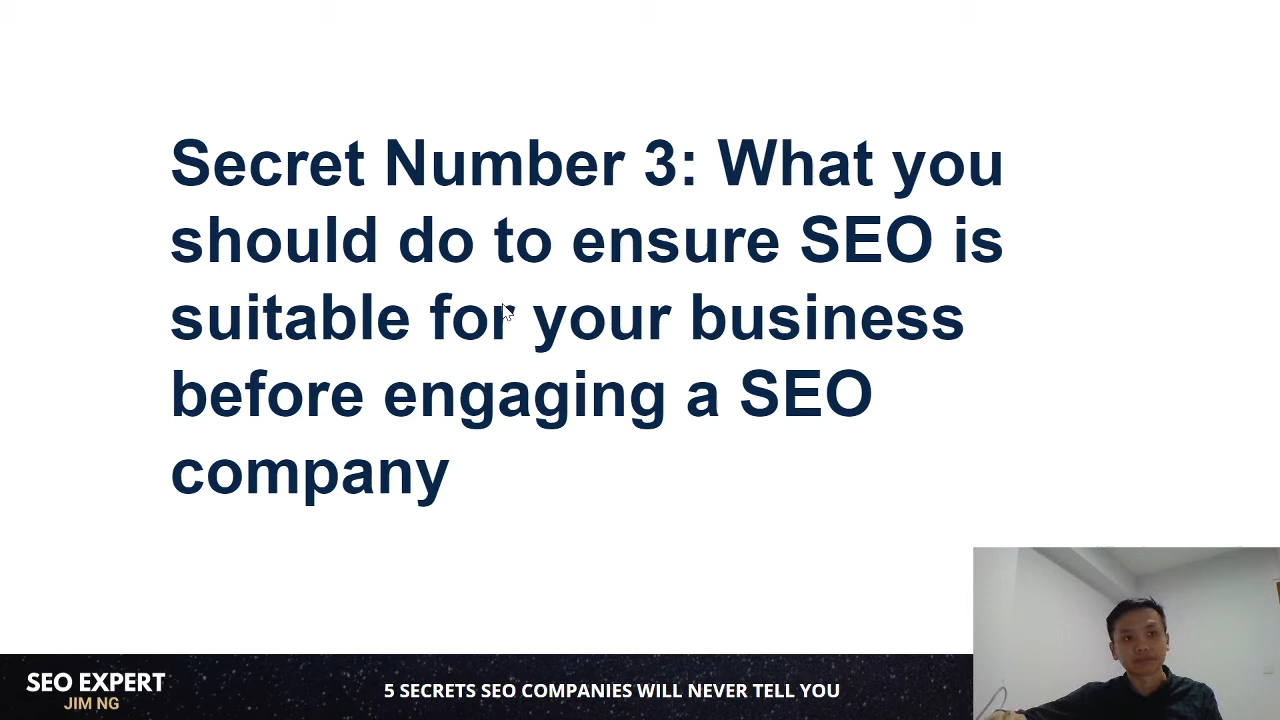 Secret Number 3: What you
should do to ensure SEO is
suitable for your business
before engaging a SEO
company
SEO EXPERT
JIM NG
5 SECRETS SEO COMPANIES WILL NEVER TELL YOU